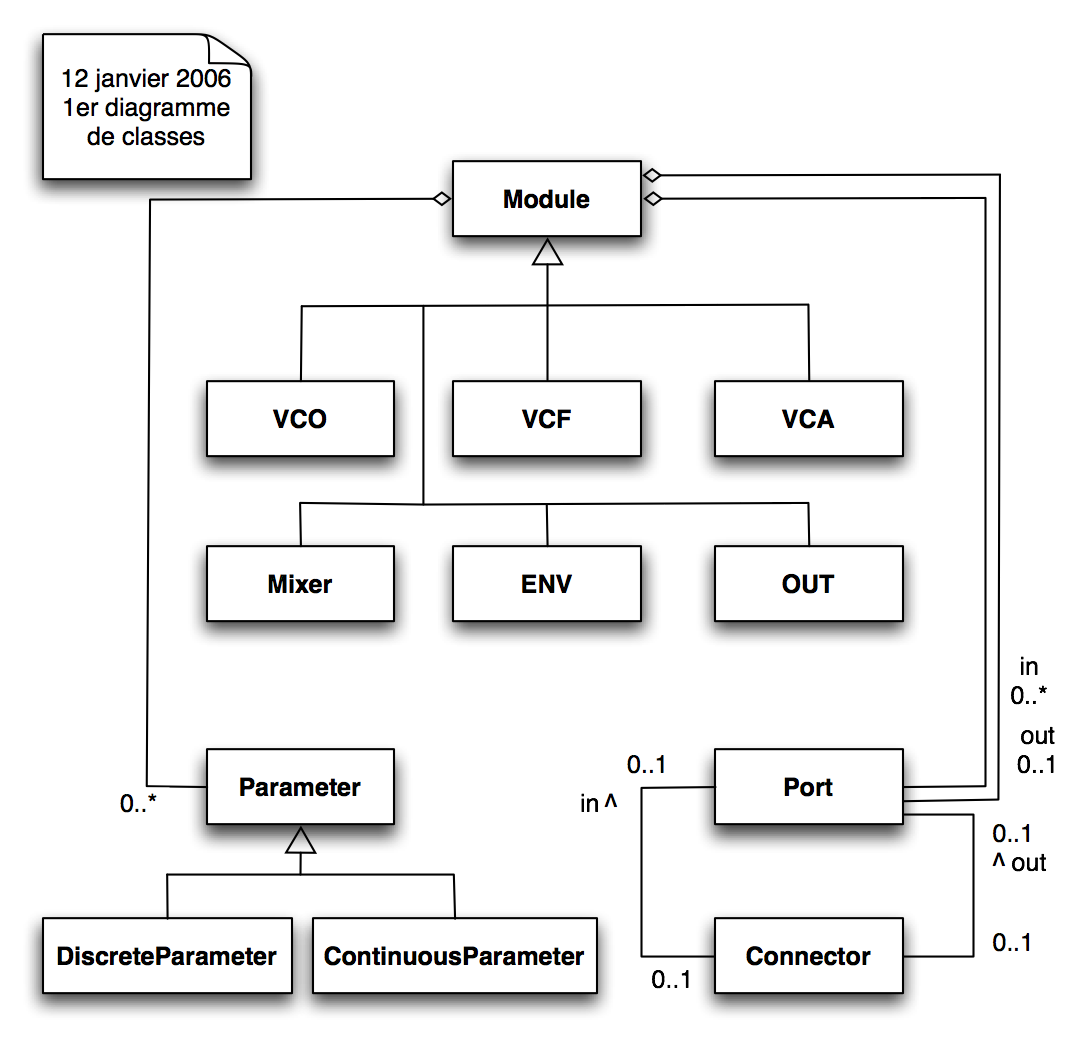 12 janvier 2006
1er diagramme
de classes
Module
VCO
VCF
VCA
Mixer
ENV
OUT
in
0..*
out
0..1
Parameter
0..*
0..1
in ^
Port
0..1
^ out
DiscreteParameter
ContinuousParameter
Connector
0..1
0..1